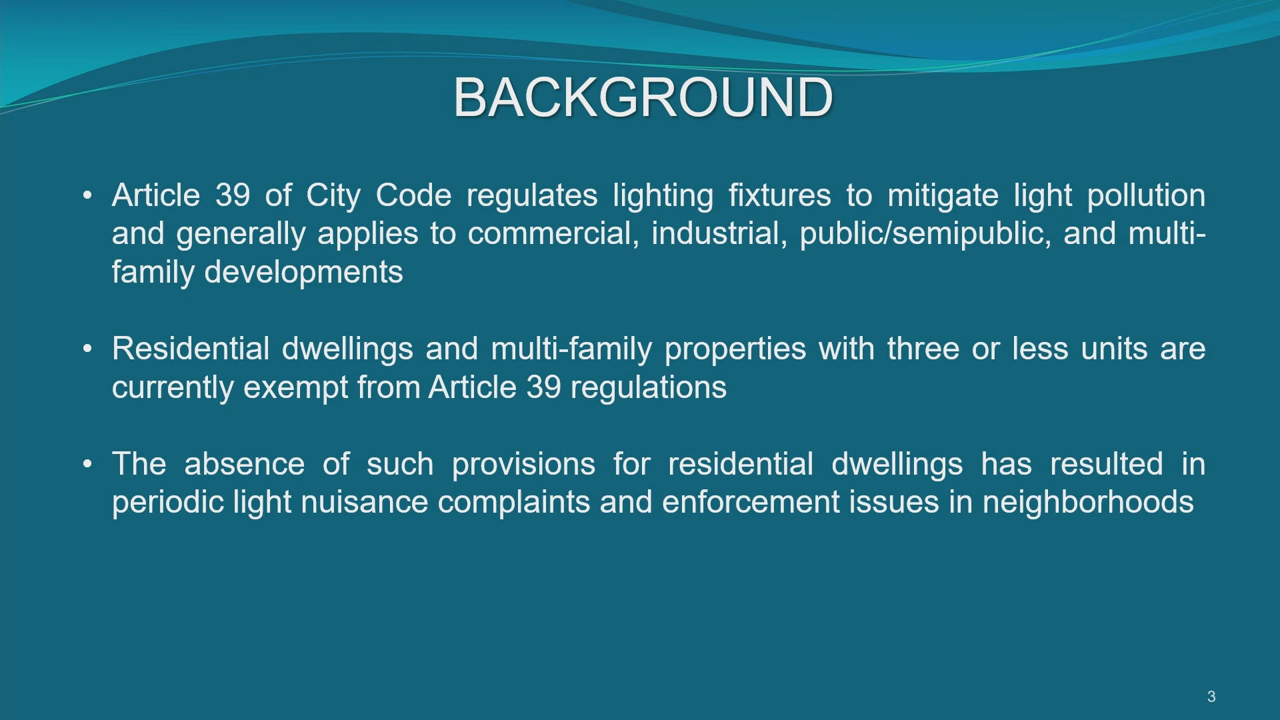 BACKGROUND
• Article 39 of City Code regulates lighting fixtures to mitigate light pollution
and generally applies to commercial, industrial, public/semipublic, and multi-
family developments
• Residential dwellings and multi-family properties with three or less units are
currently exempt from Article 39 regulations
• The absence of such provisions for residential dwellings has resulted in
periodic light nuisance complaints and enforcement issues in neighborhoods
3